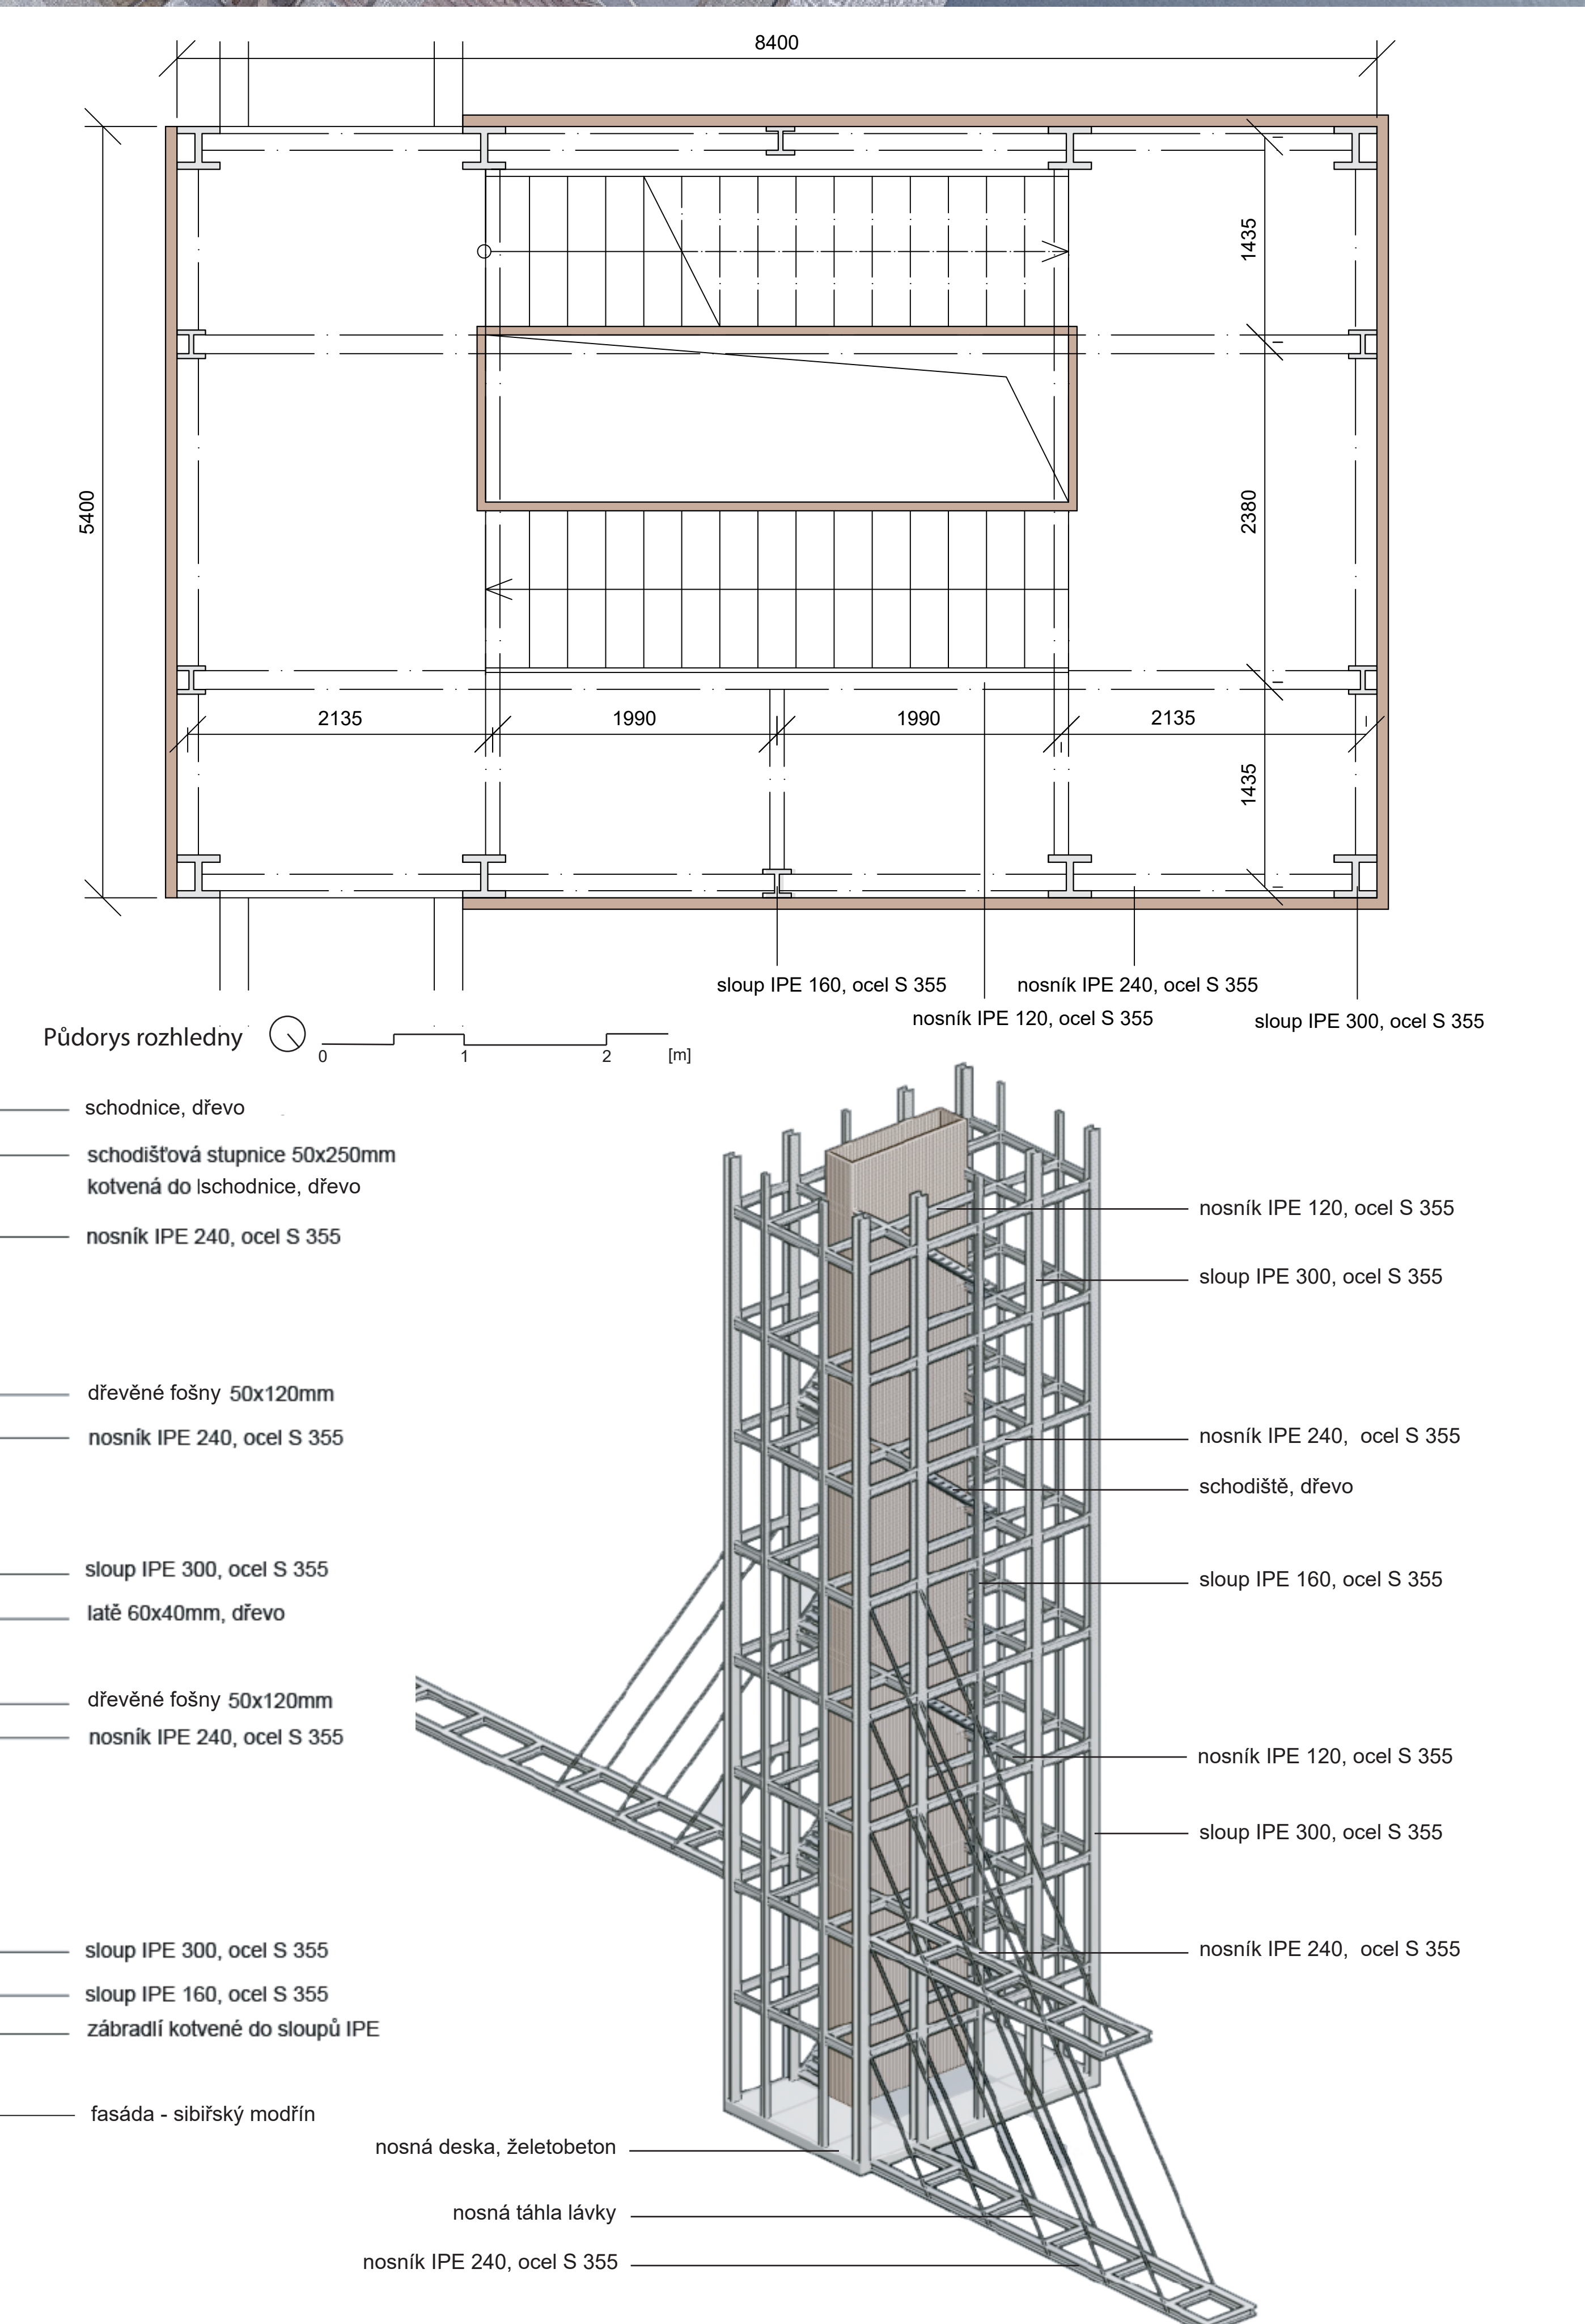 8400
1435
5400
2380
2135
1990
1990
2135
1435
sloup IPE 160, ocel S 355
nosník IPE 240, ocel S 355
nosník IPE 120, ocel S 355
sloup IPE 300, ocel S 355
Půdorys rozhledny
0
1
2
[m]
schodnice, dřevo
schodišťová stupnice 50x250mm
kotvená do lschodnice, dřevo
nosník IPE 240, ocel S 355
dřevěné fošny 50x120mm
nosník IPE 240, ocel S 355
sloup IPE 300, ocel S 355
latě 60x40mm, dřevo
dřevěné fošny 50x120mm
nosník IPE 240, ocel S 355
sloup IPE 300, ocel S 355
sloup IPE 160, ocel S 355
zábradlí kotvené do sloupů IPE
fasáda - sibiřský modřín
nosník IPE 120, ocel S 355
sloup IPE 300, ocel S 355
nosník IPE 240, ocel S 355
schodiště, dřevo
sloup IPE 160, ocel S 355
nosník IPE 120, ocel S 355
sloup IPE 300, ocel S 355
nosník IPE 240, ocel S 355
nosná deska, želetobeton
nosná táhla lávky
nosník IPE 240, ocel S 355